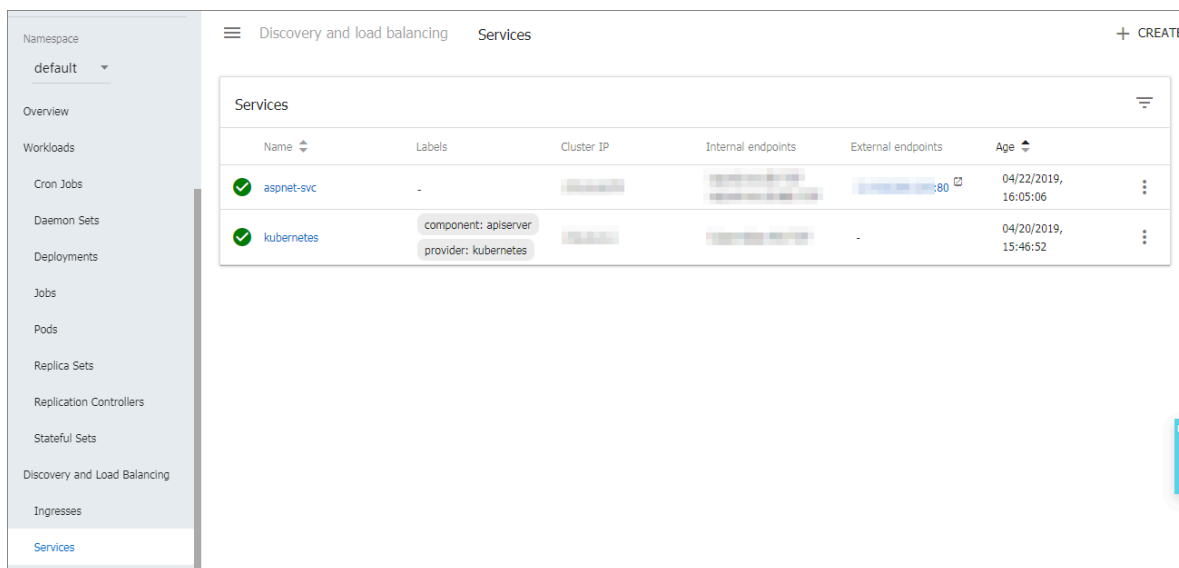 Namespace
default
Overview
Workloads
Cron Jobs
Daemon Sets
Deployments
Jobs
Pods
Replica Sets
Replication Controllers
Stateful Sets
Discovery and Load Balancing
Ingresses
Services
Discovery and load balancing Services
+ CREATE
Services
Name Labels Cluster IP Internal endpoints External endpoints Age
aspnet-svc - :80 04/22/2019,
16:05:06
kubernetes component: apiserver - 04/20/2019,
provider: kubernetes 15:46:52